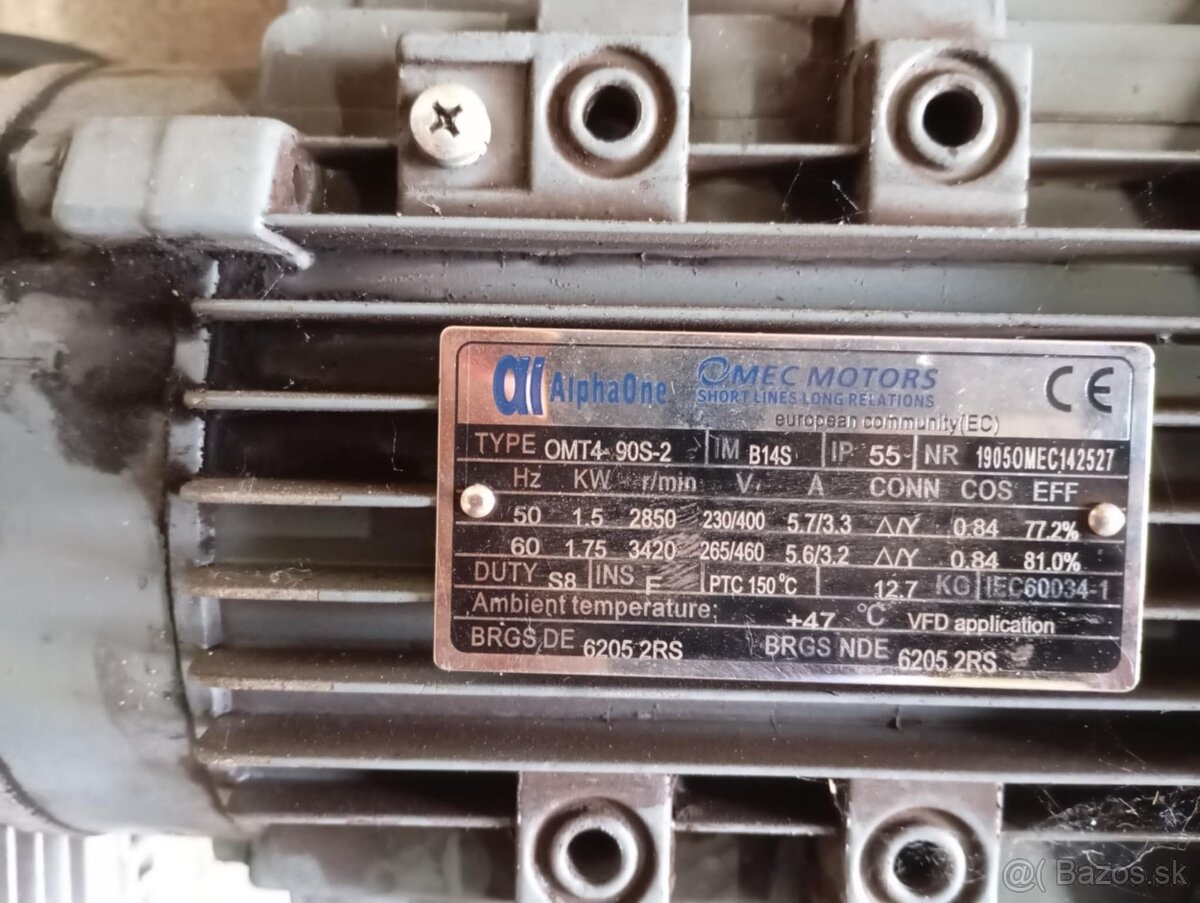 αi AlphaOne OMEC MOTORS CE
SHORT LINES LONG RELATIONS
european community(EC)
TYPE OMT4-90S-2 IM B14S IP 55 NR 1905OMEC142527
Hz KW r/min V A CONN COS EFF
50 1.5 2850 230/400 5.7/3.3 Δ/Y 0.84 77.2%
60 1.75 3420 265/460 5.6/3.2 Δ/Y 0.84 81.0%
DUTY S8 INS F PTC 150°C 12.7 KG IEC60034-1
Ambient temperature: +47 °C VFD application
BRGS DE 6205 2RS BRGS NDE 6205 2RS
@( Bazos.sk